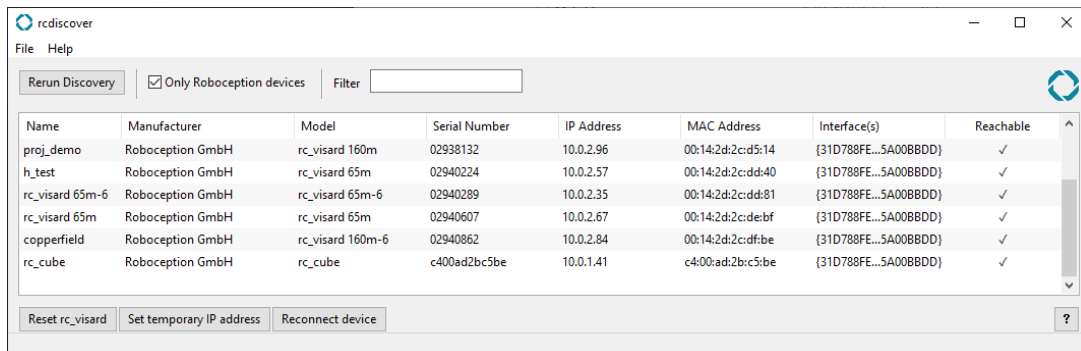 rcdiscover
File Help
Rerun Discovery Only Roboception devices Filter
Name Manufacturer Model Serial Number IP Address MAC Address Interface(s) Reachable
proj_demo Roboception GmbH rc_visard 160m 02938132 10.0.2.96 00:14:2d:2c:d5:14 {31D788FE...5A00BBDD} ✓
h_test Roboception GmbH rc_visard 65m 02940224 10.0.2.57 00:14:2d:2c:dd:40 {31D788FE...5A00BBDD} ✓
rc_visard 65m-6 Roboception GmbH rc_visard 65m-6 02940289 10.0.2.35 00:14:2d:2c:dd:81 {31D788FE...5A00BBDD} ✓
rc_visard 65m Roboception GmbH rc_visard 65m 02940607 10.0.2.67 00:14:2d:2c:de:bf {31D788FE...5A00BBDD} ✓
copperfield Roboception GmbH rc_visard 160m-6 02940862 10.0.2.84 00:14:2d:2c:df:be {31D788FE...5A00BBDD} ✓
rc_cube Roboception GmbH rc_cube c400ad2bc5be 10.0.1.41 c4:00:ad:2b:c5:be {31D788FE...5A00BBDD} ✓
Reset rc_visard Set temporary IP address Reconnect device ?